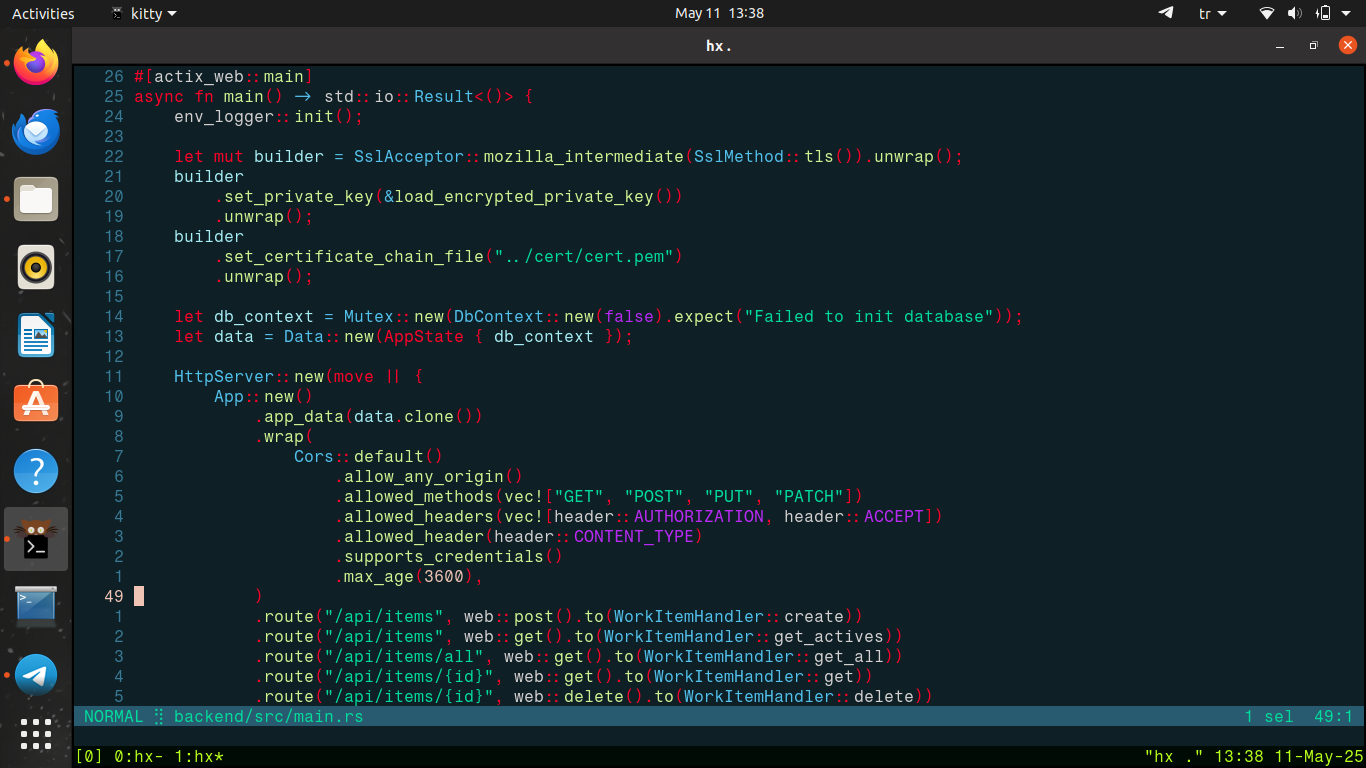 Activities kitty May 11 13:38 tr
hx .
26 #[actix_web::main]
25 async fn main() -> std::io::Result<()> {
24     env_logger::init();
23
22     let mut builder = SslAcceptor::mozilla_intermediate(SslMethod::tls()).unwrap();
21     builder
20         .set_private_key(&load_encrypted_private_key())
19         .unwrap();
18     builder
17         .set_certificate_chain_file("../cert/cert.pem")
16         .unwrap();
15
14     let db_context = Mutex::new(DbContext::new(false).expect("Failed to init database"));
13     let data = Data::new(AppState { db_context });
12
11     HttpServer::new(move || {
10         App::new()
9             .app_data(data.clone())
8             .wrap(
7                 Cors::default()
6                     .allow_any_origin()
5                     .allowed_methods(vec!["GET", "POST", "PUT", "PATCH"])
4                     .allowed_headers(vec![header::AUTHORIZATION, header::ACCEPT])
3                     .allowed_header(header::CONTENT_TYPE)
2                     .supports_credentials()
1                     .max_age(3600),
49             )
1             .route("/api/items", web::post().to(WorkItemHandler::create))
2             .route("/api/items", web::get().to(WorkItemHandler::get_actives))
3             .route("/api/items/all", web::get().to(WorkItemHandler::get_all))
4             .route("/api/items/{id}", web::get().to(WorkItemHandler::get))
5             .route("/api/items/{id}", web::delete().to(WorkItemHandler::delete))
NORMAL ⣿ backend/src/main.rs 1 sel 49:1
[0] 0:hx- 1:hx* "hx ." 13:38 11-May-25